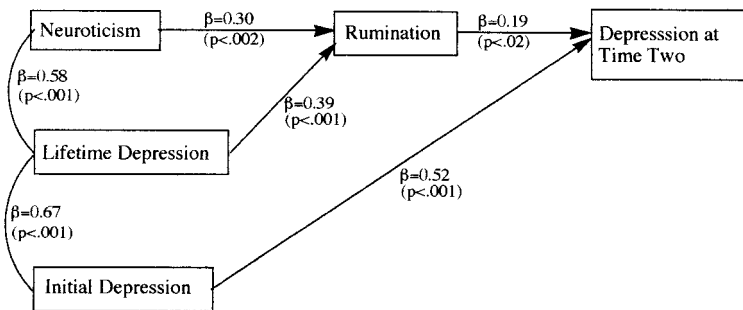 Neuroticism
β=0.30
(p<.002)
Rumination
β=0.19
(p<.02)
Depresssion at
Time Two
β=0.58
(p<.001)
β=0.39
(p<.001)
Lifetime Depression
β=0.52
(p<.001)
β=0.67
(p<.001)
Initial Depression